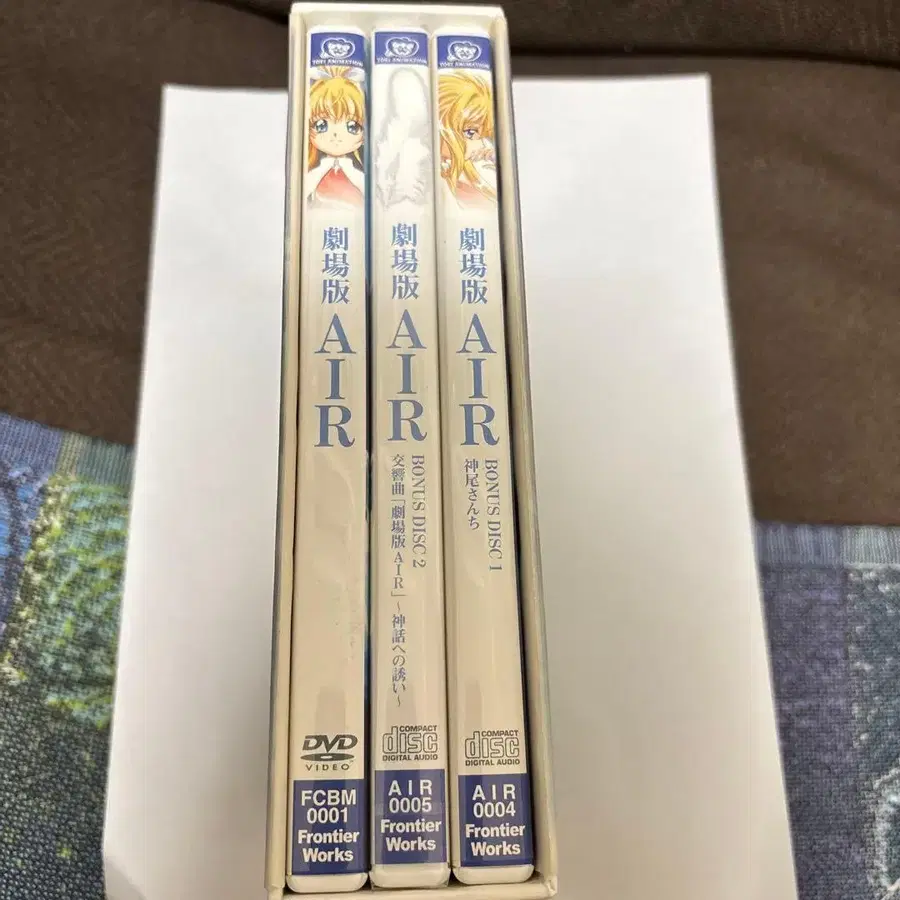 TOEI ANIMATION
劇場版
AIR
DVD
VIDEO
FCBM
0001
Frontier
Works
TOEI ANIMATION
劇場版
AIR
BONUS DISC 2
交響曲「劇場版AIR」～神話への誘い～
COMPACT
disc
DIGITAL AUDIO
AIR
0005
Frontier
Works
TOEI ANIMATION
劇場版
AIR
BONUS DISC 1
神尾さんち
COMPACT
disc
DIGITAL AUDIO
AIR
0004
Frontier
Works